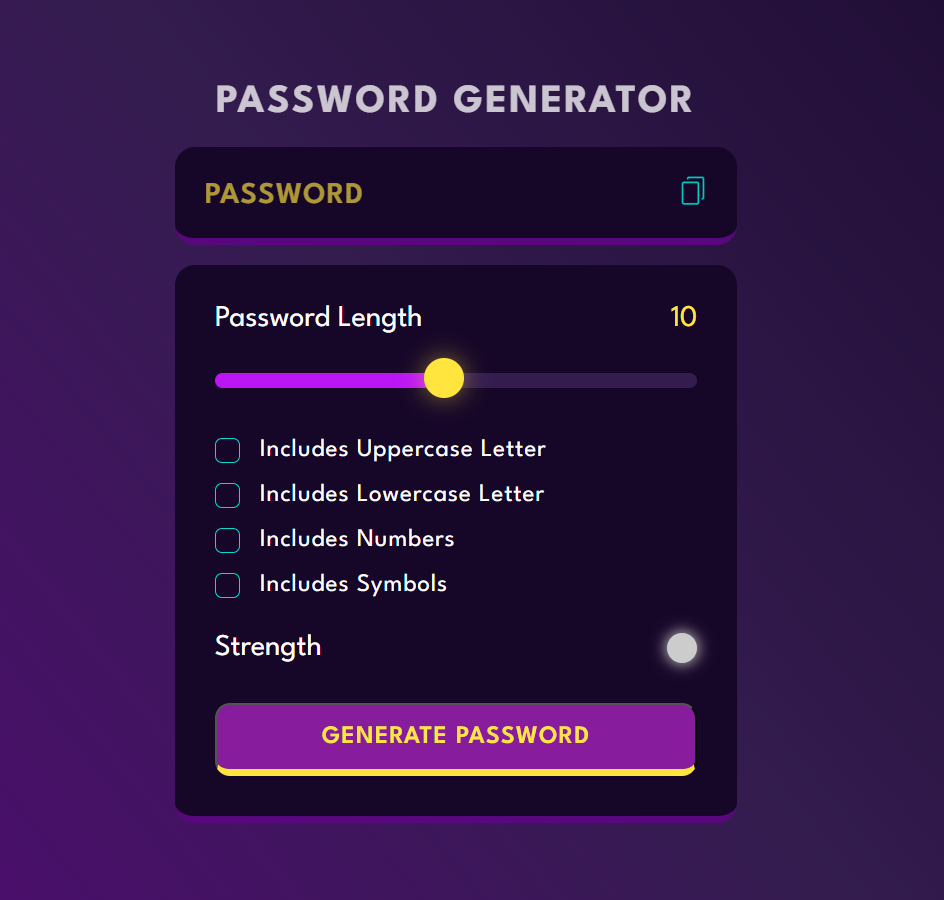 PASSWORD GENERATOR
PASSWORD
Password Length 10
Includes Uppercase Letter
Includes Lowercase Letter
Includes Numbers
Includes Symbols
Strength
GENERATE PASSWORD